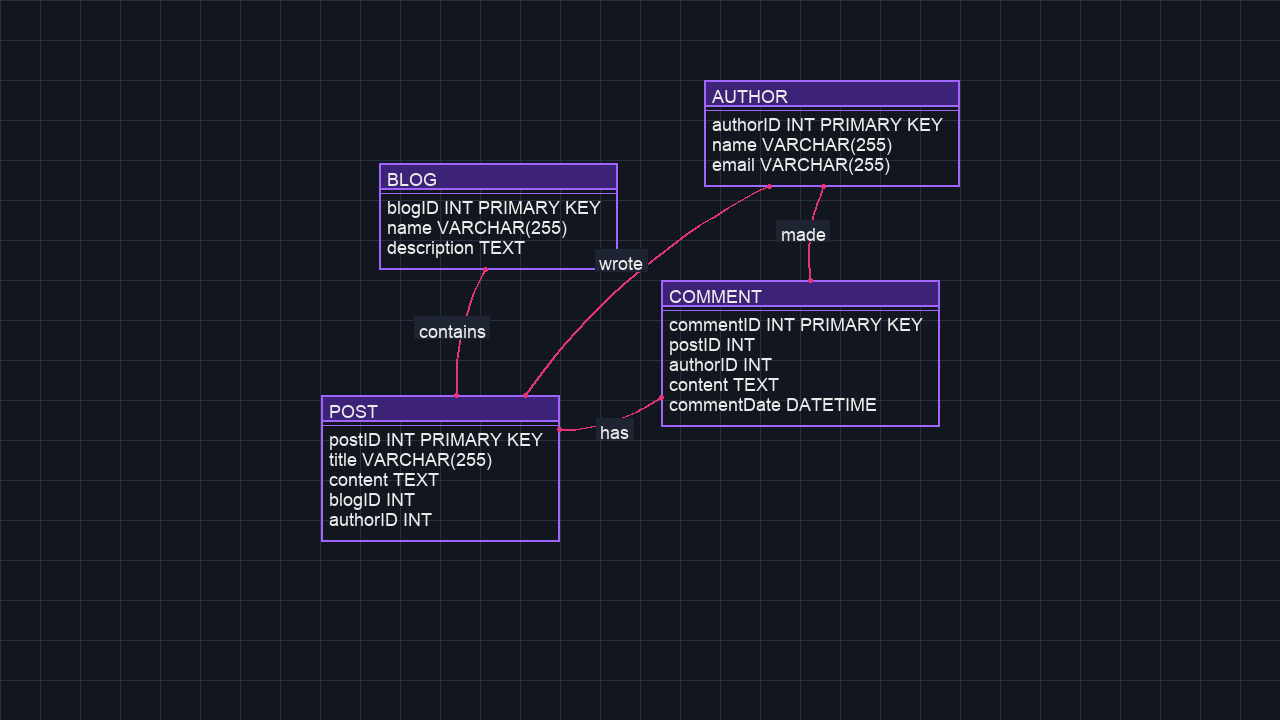 AUTHOR
authorID INT PRIMARY KEY
name VARCHAR(255)
email VARCHAR(255)
BLOG
blogID INT PRIMARY KEY
name VARCHAR(255)
description TEXT
made
wrote
COMMENT
commentID INT PRIMARY KEY
postID INT
authorID INT
content TEXT
commentDate DATETIME
contains
POST
postID INT PRIMARY KEY
title VARCHAR(255)
content TEXT
blogID INT
authorID INT
has